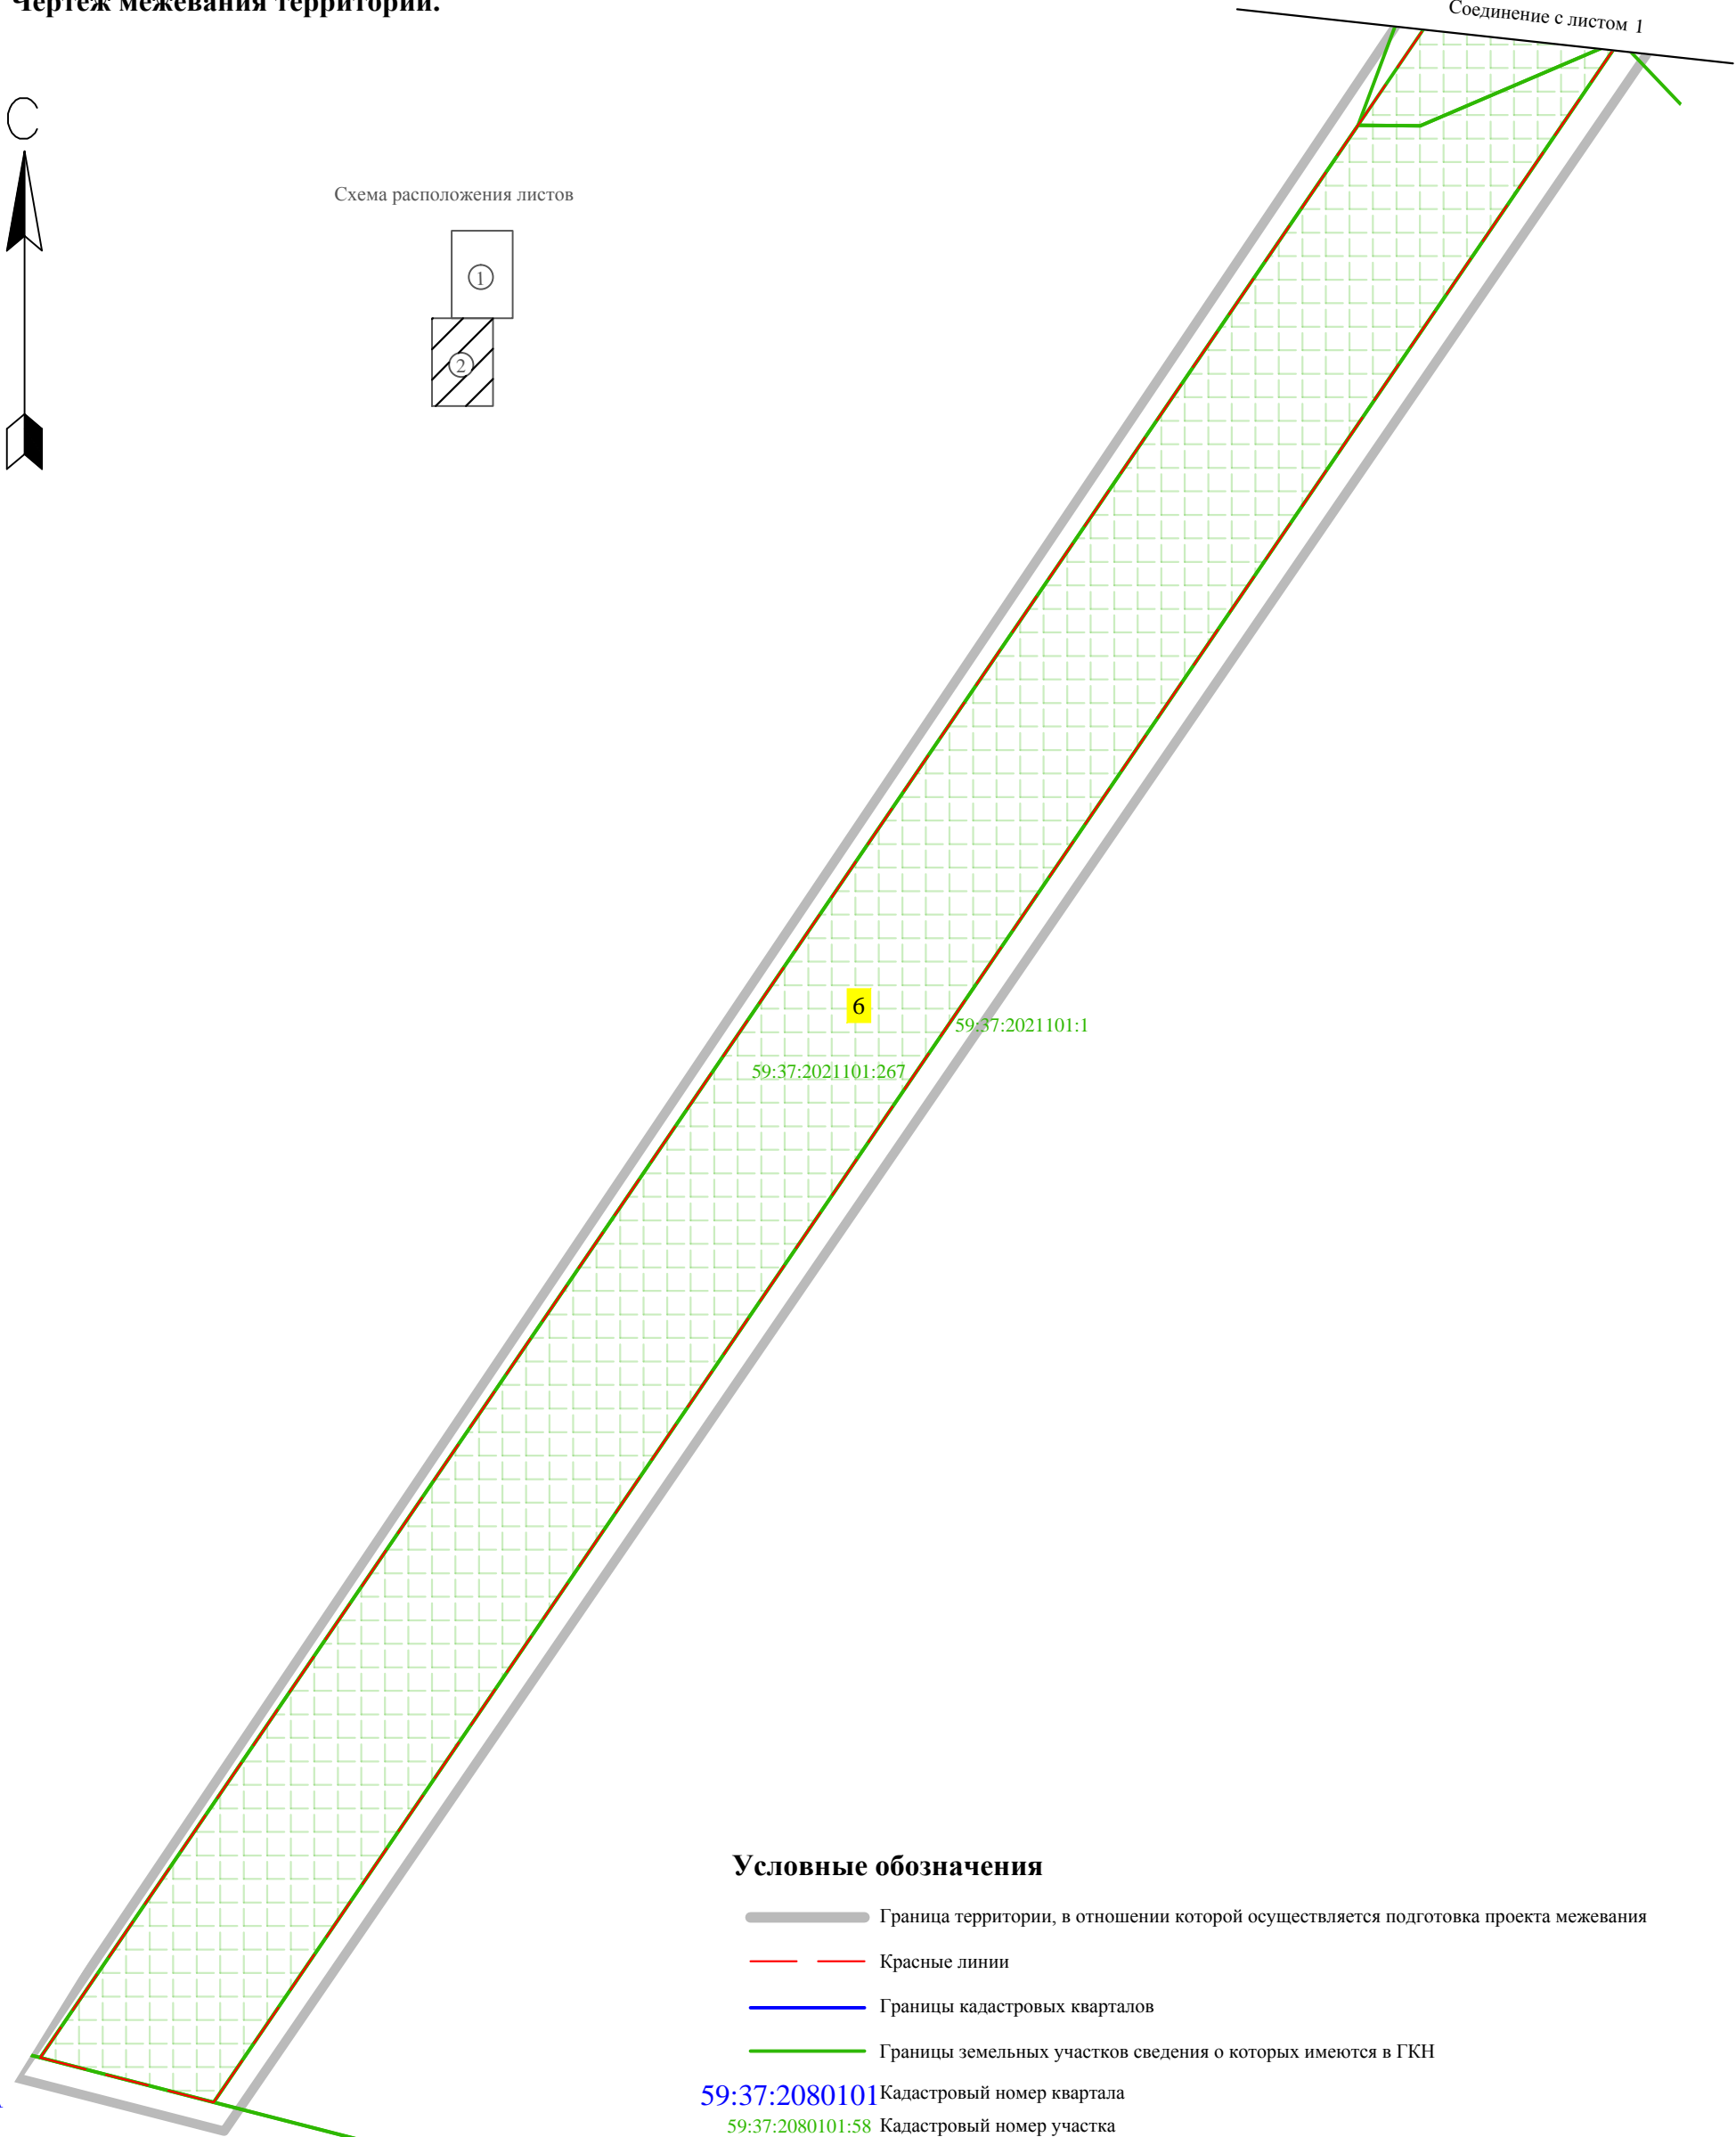 Чертеж межевания территории.
Соединение с листом 1
С
Схема расположения листов
1
2
6
59:37:2021101:1
59:37:2021101:267
Условные обозначения
Граница территории, в отношении которой осуществляется подготовка проекта межевания
Красные линии
Границы кадастровых кварталов
Границы земельных участков сведения о которых имеются в ГКН
59:37:2080101 Кадастровый номер квартала
59:37:2080101:58 Кадастровый номер участка